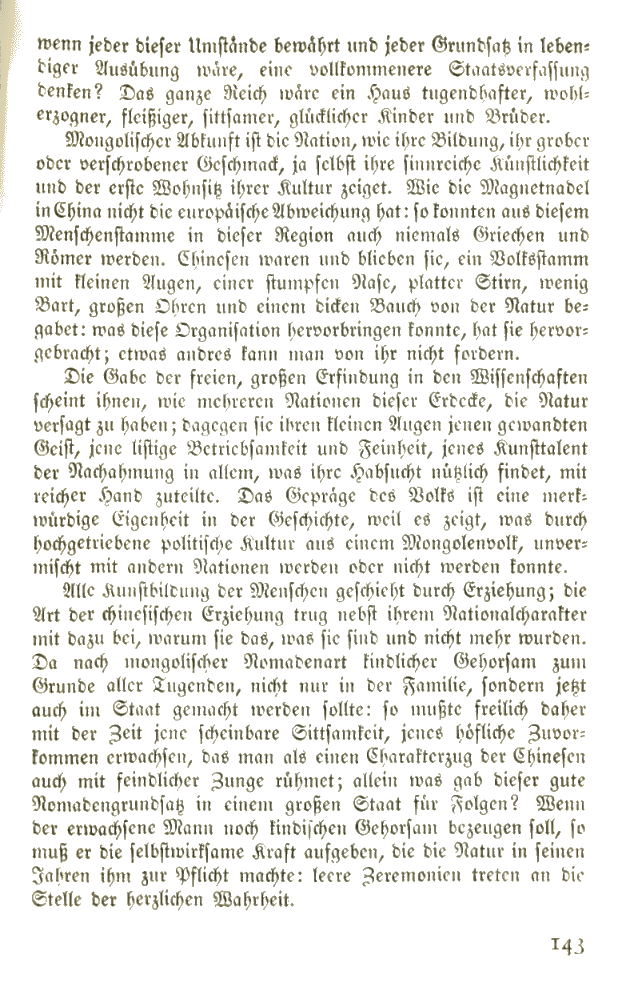 wenn jeder dieser Umstände bewährt und jeder Grundsatz in leben-
diger Ausübung wäre, eine vollkommenere Staatsverfassung
denken? Das ganze Reich wäre ein Haus tugendhafter, wohl-
erzogner, fleißiger, sittsamer, glücklicher Kinder und Brüder.
Mongolischer Abkunft ist die Nation, wie ihre Bildung, ihr grober
oder verschrobener Geschmack, ja selbst ihre sinnreiche Künstlichkeit
und der erste Wohnsitz ihrer Kultur zeiget. Wie die Magnetnadel
in China nicht die europäische Abweichung hat: so konnten aus diesem
Menschenstamme in dieser Region auch niemals Griechen und
Römer werden. Chinesen waren und blieben sie, ein Volksstamm
mit kleinen Augen, einer stumpfen Nase, platter Stirn, wenig
Bart, großen Ohren und einem dicken Bauch von der Natur be-
gabet: was diese Organisation hervorbringen konnte, hat sie hervor-
gebracht; etwas andres kann man von ihr nicht fordern.
Die Gabe der freien, großen Erfindung in den Wissenschaften
scheint ihnen, wie mehreren Nationen dieser Erdecke, die Natur
versagt zu haben; dagegen sie ihren kleinen Augen jenen gewandten
Geist, jene listige Betriebsamkeit und Feinheit, jenes Kunsttalent
der Nachahmung in allem, was ihre Habsucht nützlich findet, mit
reicher Hand zuteilte. Das Gepräge des Volks ist eine merk-
würdige Eigenheit in der Geschichte, weil es zeigt, was durch
hochgetriebene politische Kultur aus einem Mongolenvolk, unver-
mischt mit andern Nationen werden oder nicht werden konnte.
Alle Kunstbildung der Menschen geschieht durch Erziehung; die
Art der chinesischen Erziehung trug nebst ihrem Nationalcharakter
mit dazu bei, warum sie das, was sie sind und nicht mehr wurden.
Da nach mongolischer Nomadenart kindlicher Gehorsam zum
Grunde aller Tugenden, nicht nur in der Familie, sondern jetzt
auch im Staat gemacht werden sollte: so mußte freilich daher
mit der Zeit jene scheinbare Sittsamkeit, jenes höfliche Zuvor-
kommen erwachsen, das man als einen Charakterzug der Chinesen
auch mit feindlicher Zunge rühmet; allein was gab dieser gute
Nomadengrundsatz in einem großen Staat für Folgen? Wenn
der erwachsene Mann noch kindischen Gehorsam bezeugen soll, so
muß er die selbstwirksame Kraft aufgeben, die die Natur in seinen
Jahren ihm zur Pflicht machte: leere Zeremonien treten an die
Stelle der herzlichen Wahrheit.
143